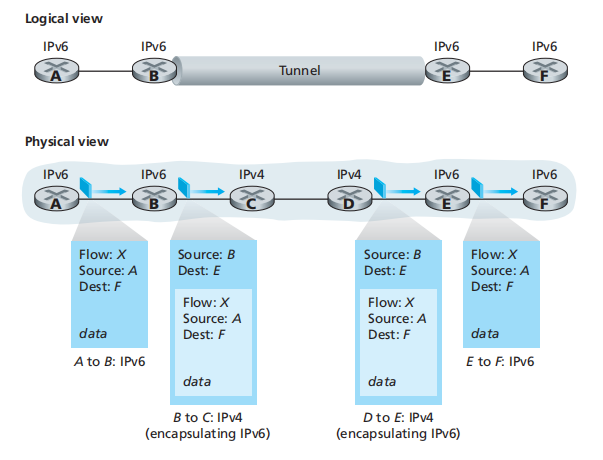 Logical view
IPv6 IPv6 IPv6 IPv6
A B Tunnel E F
Physical view
IPv6 IPv6 IPv4 IPv4 IPv6 IPv6
A B C D E F
Flow: X
Source: A
Dest: F
data
A to B: IPv6
Source: B
Dest: E
Flow: X
Source: A
Dest: F
data
B to C: IPv4
(encapsulating IPv6)
Source: B
Dest: E
Flow: X
Source: A
Dest: F
data
D to E: IPv4
(encapsulating IPv6)
Flow: X
Source: A
Dest: F
data
E to F: IPv6